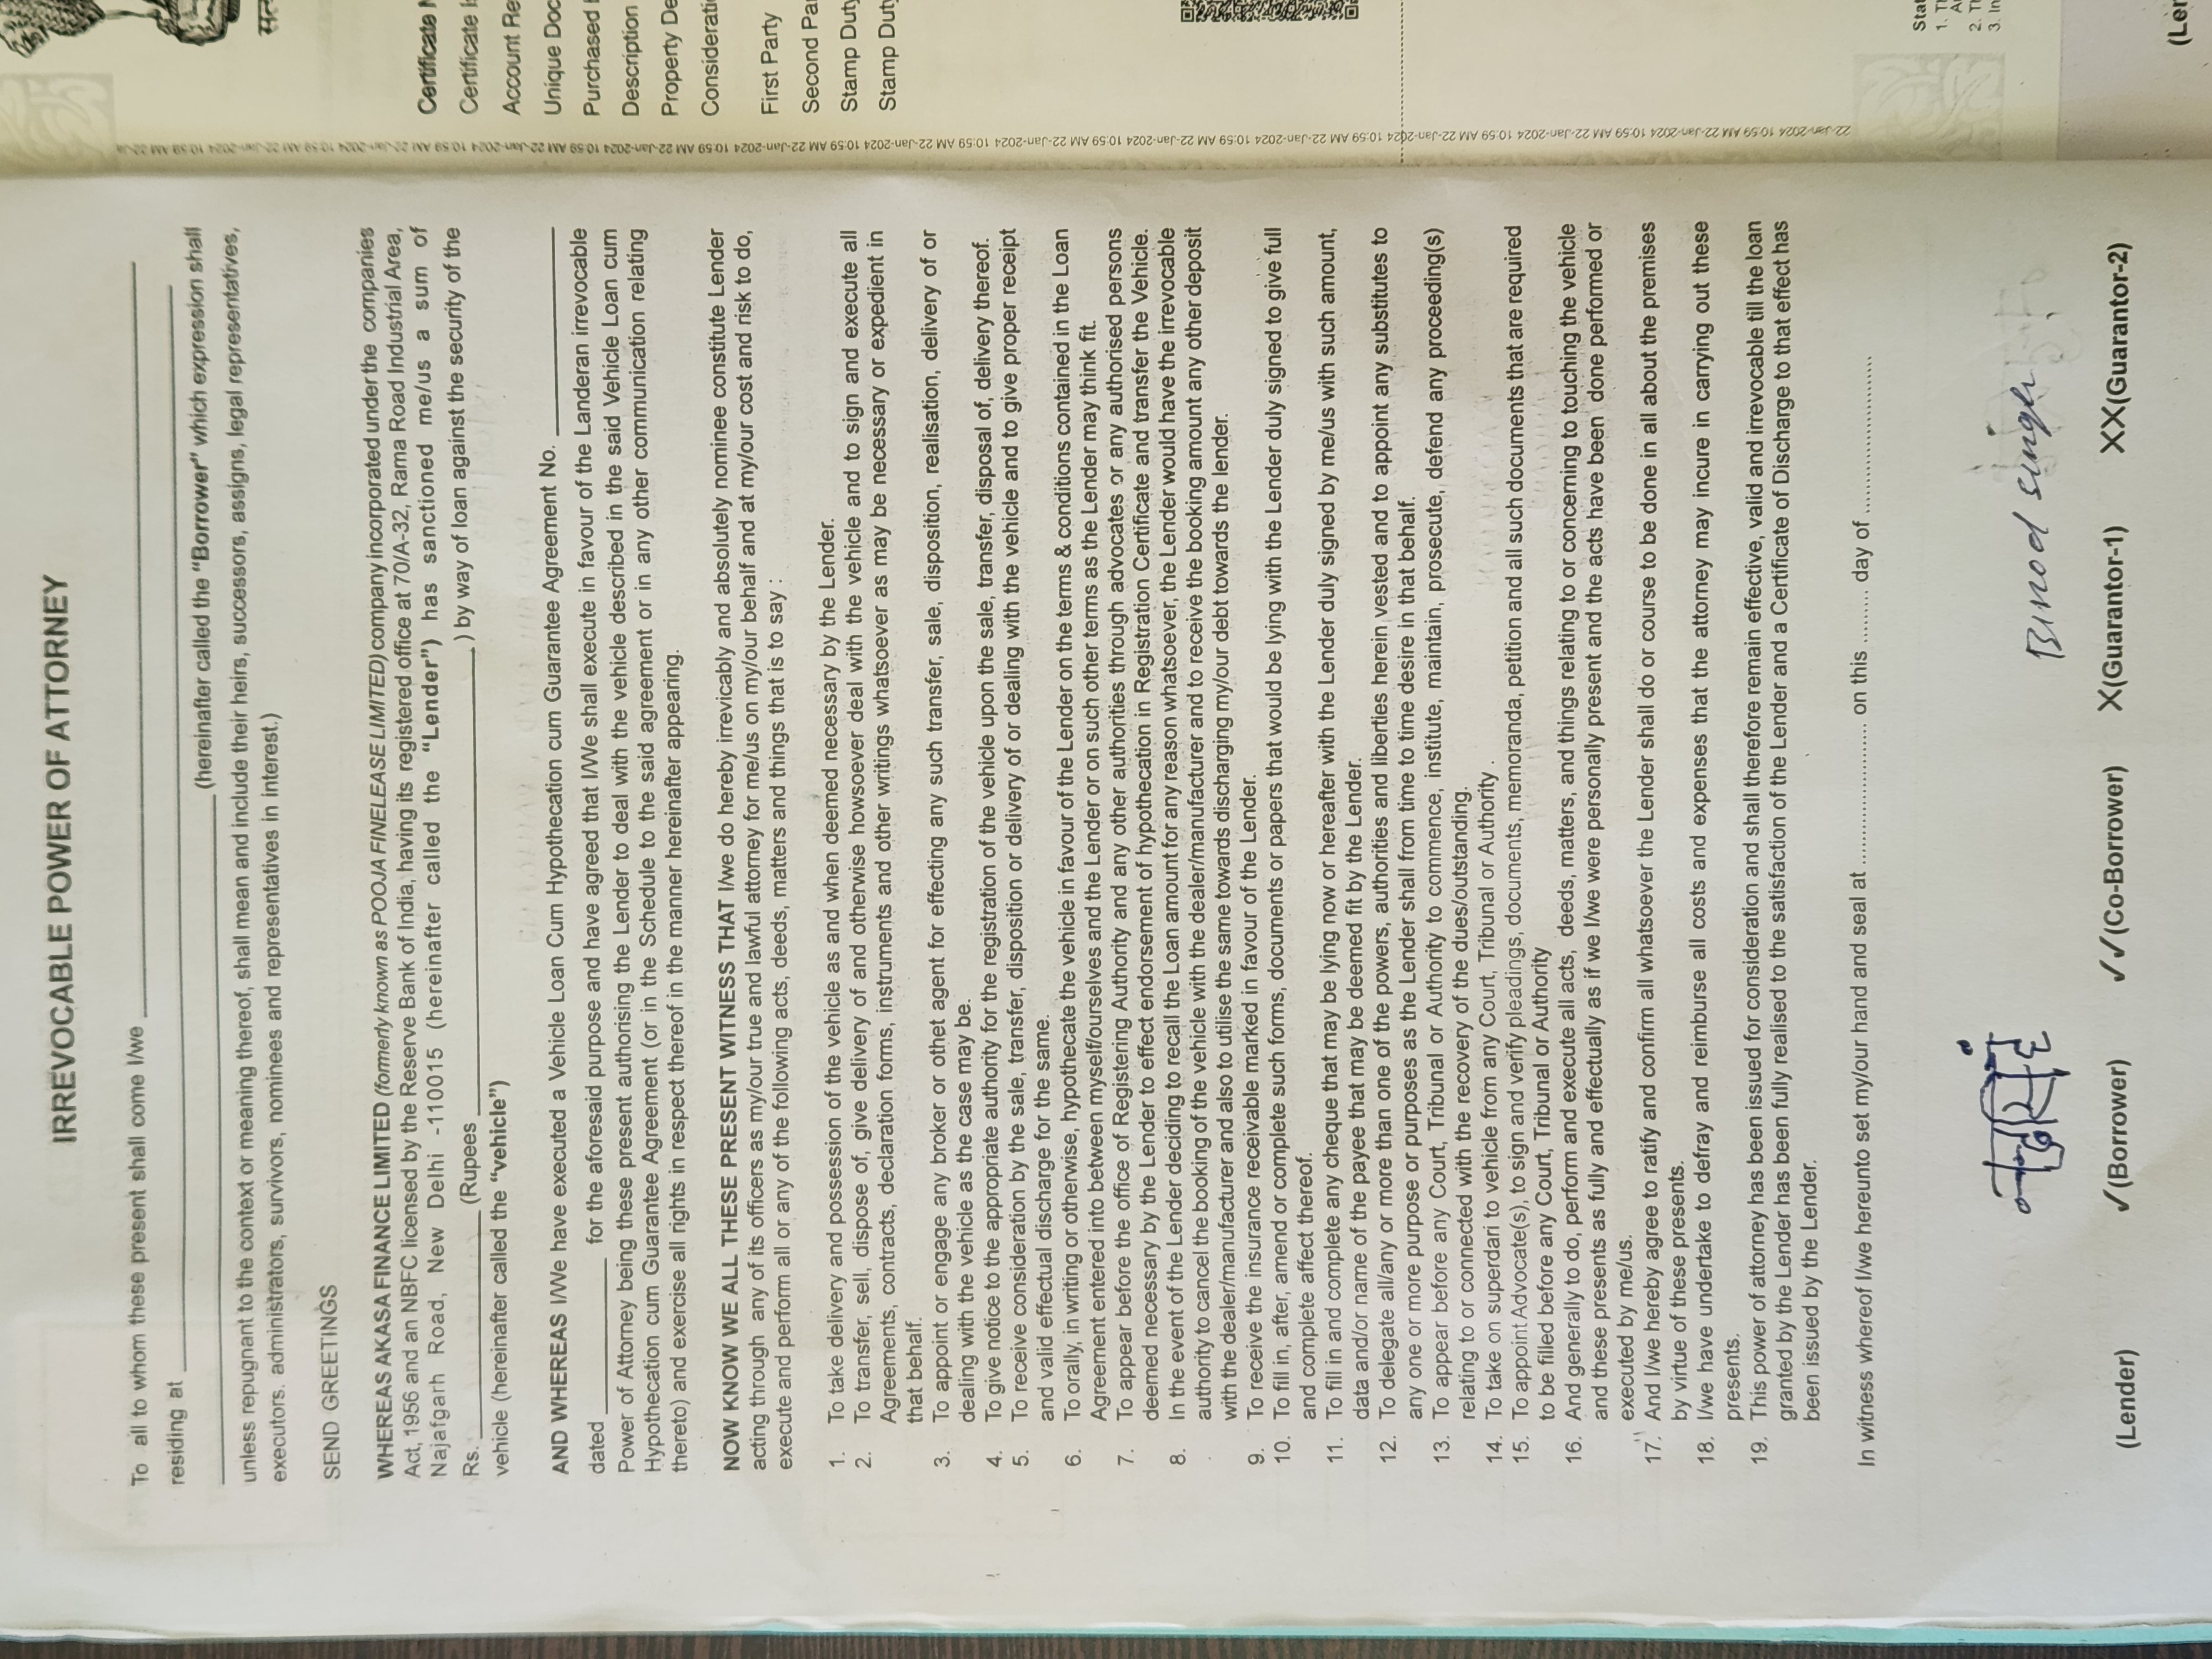 IRREVOCABLE POWER OF ATTORNEY
To all to whom these present shall come I/we
residing at
(hereinafter called the "Borrower" which expression shall
unless repugnant to the context or meaning thereof, shall mean and include their heirs, successors, assigns, legal representatives,
executors. administrators, survivors, nominees and representatives in interest.)
SEND GREETINGS
WHEREAS AKASA FINANCE LIMITED (formerly known as POOJA FINELEASE LIMITED) company incorporated under the companies
Act, 1956 and an NBFC licensed by the Reserve Bank of India, having its registered office at 70/A-32, Rama Road Industrial Area,
Najafgarh Road, New Delhi -110015 (hereinafter called the "Lender") has sanctioned me/us a sum of
Rs. (Rupees ) by way of loan against the security of the
vehicle (hereinafter called the "vehicle")
AND WHEREAS I/We have executed a Vehicle Loan Cum Hypothecation cum Guarantee Agreement No.
dated for the aforesaid purpose and have agreed that I/We shall execute in favour of the Landeran irrevocable
Power of Attorney being these present authorising the Lender to deal with the vehicle described in the said Vehicle Loan cum
Hypothecation cum Guarantee Agreement (or in the Schedule to the said agreement or in any other communication relating
thereto) and exercise all rights in respect thereof in the manner hereinafter appearing.
NOW KNOW WE ALL THESE PRESENT WITNESS THAT I/we do hereby irrevicably and absolutely nominee constitute Lender
acting through any of its officers as my/our true and lawful attorney for me/us on my/our behalf and at my/our cost and risk to do,
execute and perform all or any of the following acts, deeds, matters and things that is to say :
1. To take delivery and possession of the vehicle as and when deemed necessary by the Lender.
2. To transfer, sell, dispose of, give delivery of and otherwise howsoever deal with the vehicle and to sign and execute all
Agreements, contracts, declaration forms, instruments and other writings whatsoever as may be necessary or expedient in
that behalf.
3. To appoint or engage any broker or othet agent for effecting any such transfer, sale, disposition, realisation, delivery of or
dealing with the vehicle as the case may be.
4. To give notice to the appropriate authority for the registration of the vehicle upon the sale, transfer, disposal of, delivery thereof.
5. To receive consideration by the sale, transfer, disposition or delivery of or dealing with the vehicle and to give proper receipt
and valid effectual discharge for the same.
6. To orally, in writing or otherwise, hypothecate the vehicle in favour of the Lender on the terms & conditions contained in the Loan
Agreement entered into between myself/ourselves and the Lender or on such other terms as the Lender may think fit.
7. To appear before the office of Registering Authority and any other authorities through advocates or any authorised persons
deemed necessary by the Lender to effect endorsement of hypothecation in Registration Certificate and transfer the Vehicle.
8. In the event of the Lender deciding to recall the Loan amount for any reason whatsoever, the Lender would have the irrevocable
authority to cancel the booking of the vehicle with the dealer/manufacturer and to receive the booking amount any other deposit
with the dealer/manufacturer and also to utilise the same towards discharging my/our debt towards the lender.
9. To receive the insurance receivable marked in favour of the Lender.
10. To fill in, after, amend or complete such forms, documents or papers that would be lying with the Lender duly signed to give full
and complete affect thereof.
11. To fill in and complete any cheque that may be lying now or hereafter with the Lender duly signed by me/us with such amount,
data and/or name of the payee that may be deemed fit by the Lender.
12. To delegate all/any or more than one of the powers, authorities and liberties herein vested and to appoint any substitutes to
any one or more purpose or purposes as the Lender shall from time to time desire in that behalf.
13. To appear before any Court, Tribunal or Authority to commence, institute, maintain, prosecute, defend any proceeding(s)
relating to or connected with the recovery of the dues/outstanding.
14. To take on superdari to vehicle from any Court, Tribunal or Authority .
15. To appoint Advocate(s), to sign and verify pleadings, documents, memoranda, petition and all such documents that are required
to be filled before any Court, Tribunal or Authority
16. And generally to do, perform and execute all acts, deeds, matters, and things relating to or concerning to touching the vehicle
and these presents as fully and effectually as if we I/we were personally present and the acts have been done performed or
executed by me/us.
17. And I/we hereby agree to ratify and confirm all whatsoever the Lender shall do or course to be done in all about the premises
by virtue of these presents.
18. I/we have undertake to defray and reimburse all costs and expenses that the attorney may incure in carrying out these
presents.
19. This power of attorney has been issued for consideration and shall therefore remain effective, valid and irrevocable till the loan
granted by the Lender has been fully realised to the satisfaction of the Lender and a Certificate of Discharge to that effect has
been issued by the Lender.
In witness whereof I/we hereunto set my/our hand and seal at ........................ on this ......... day of ..........................
Binod singh
(Lender) ✓(Borrower) ✓✓(Co-Borrower) X(Guarantor-1) XX(Guarantor-2)
22-Jan-2024 10:59 AM
Certificate
Certificate
Account
Unique
Purchased
Description
Property
First Party
Second
Stamp Duty
Stamp Duty
1.
2.
3. In